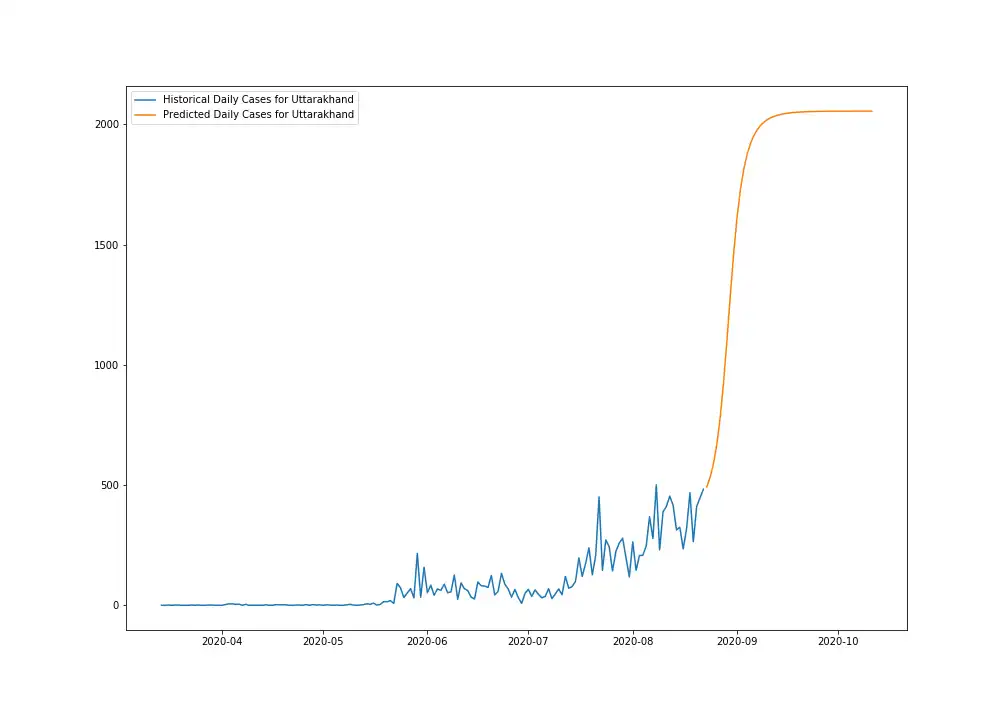 Historical Daily Cases for Uttarakhand
Predicted Daily Cases for Uttarakhand
2000
1500
1000
500
0
2020-04 2020-05 2020-06 2020-07 2020-08 2020-09 2020-10